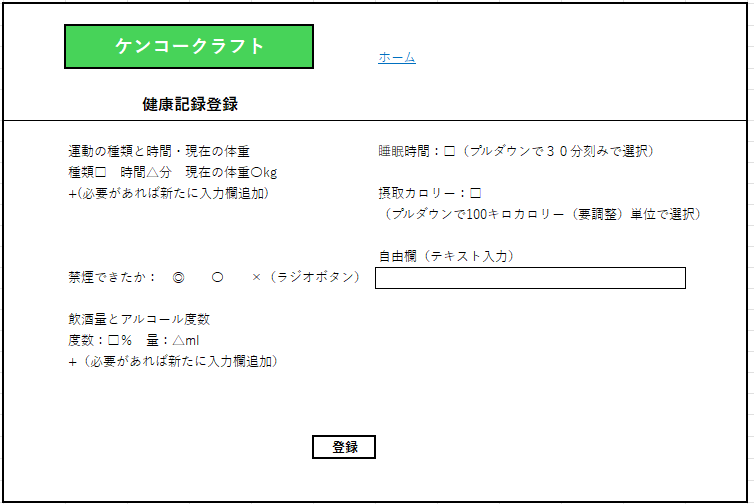 ケンコークラフト
ホーム
健康記録登録
運動の種類と時間・現在の体重
種類□　時間△分　現在の体重〇kg
+(必要があれば新たに入力欄追加)
禁煙できたか：　◎　　〇　　×（ラジオボタン）
飲酒量とアルコール度数
度数：□%　量：△ml
+（必要があれば新たに入力欄追加）
睡眠時間：□（プルダウンで３０分刻みで選択）
摂取カロリー：□
（プルダウンで100キロカロリー（要調整）単位で選択）
自由欄（テキスト入力）
登録